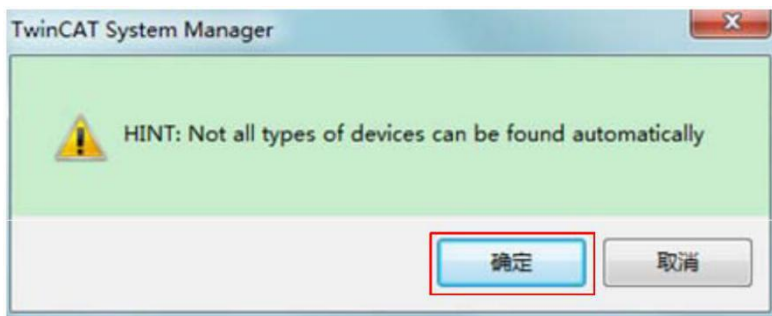 TwinCAT System Manager
HINT: Not all types of devices can be found automatically
确定
取消